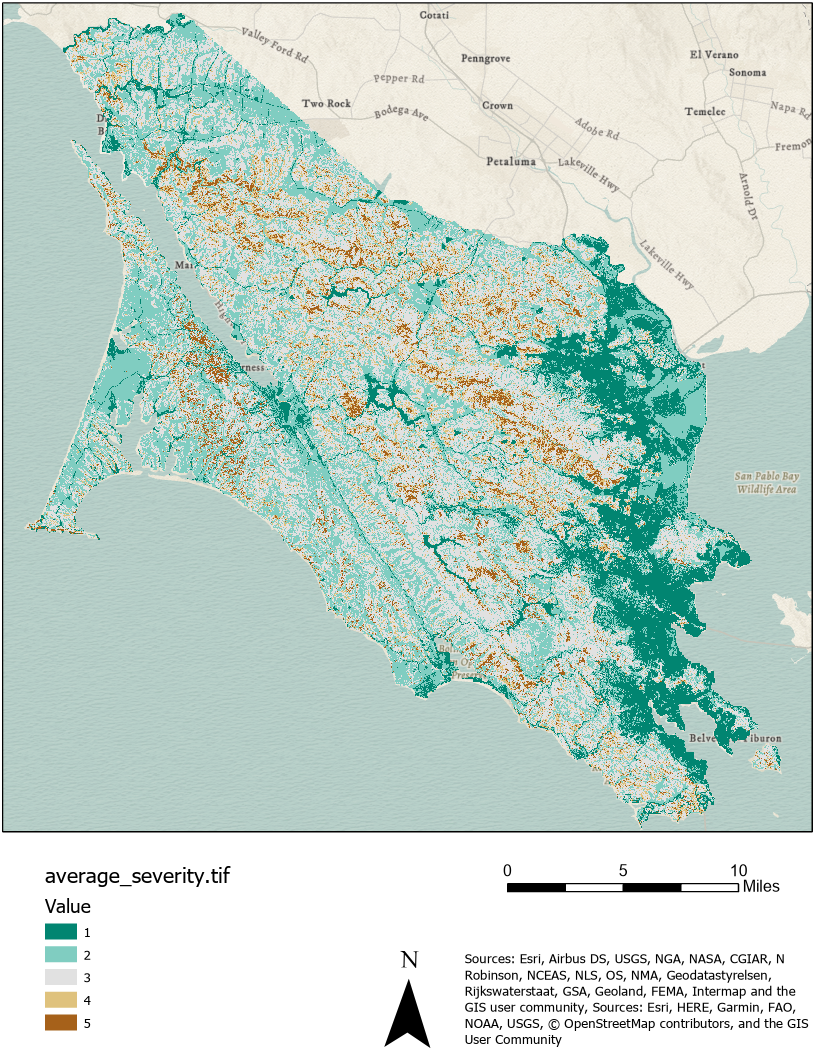 Cotati
Valley Ford Rd
Penngrove
El Verano
Sonoma
Pepper Rd
Two Rock
Crown
Bodega Ave
Temelec
Napa Rd
Adobe Rd
Petaluma
Lakeville Hwy
Arnold Dr
Lakeville Hwy
San Pablo Bay
Wildlife Area
average_severity.tif
Value
1
2
3
4
5
0 5 10
Miles
N
Sources: Esri, Airbus DS, USGS, NGA, NASA, CGIAR, N
Robinson, NCEAS, NLS, OS, NMA, Geodatastyrelsen,
Rijkswaterstaat, GSA, Geoland, FEMA, Intermap and the
GIS user community, Sources: Esri, HERE, Garmin, FAO,
NOAA, USGS, © OpenStreetMap contributors, and the GIS
User Community